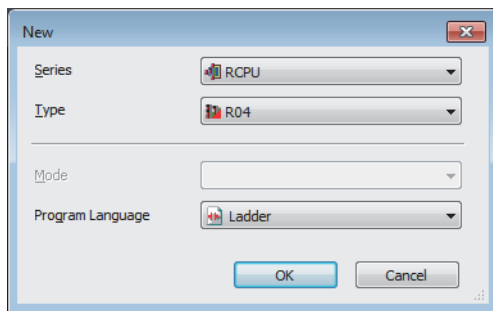 New
Series RCPU
Type R04
Mode
Program Language Ladder
OK Cancel